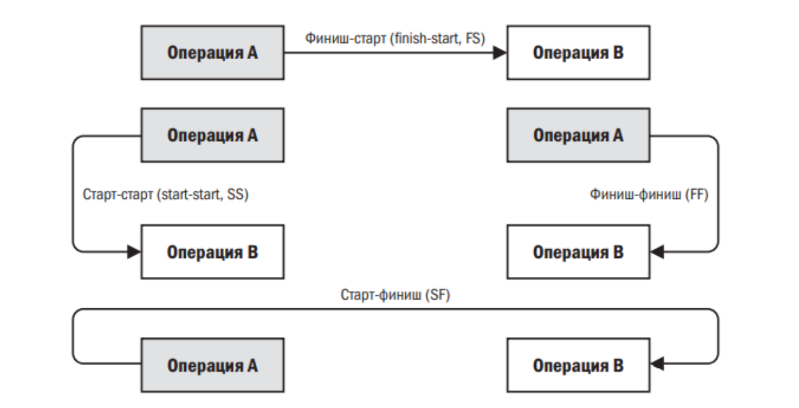 Финиш-старт (finish-start, FS)
Операция A
Операция B
Операция A
Операция A
Старт-старт (start-start, SS)
Финиш-финиш (FF)
Операция B
Операция B
Старт-финиш (SF)
Операция A
Операция B